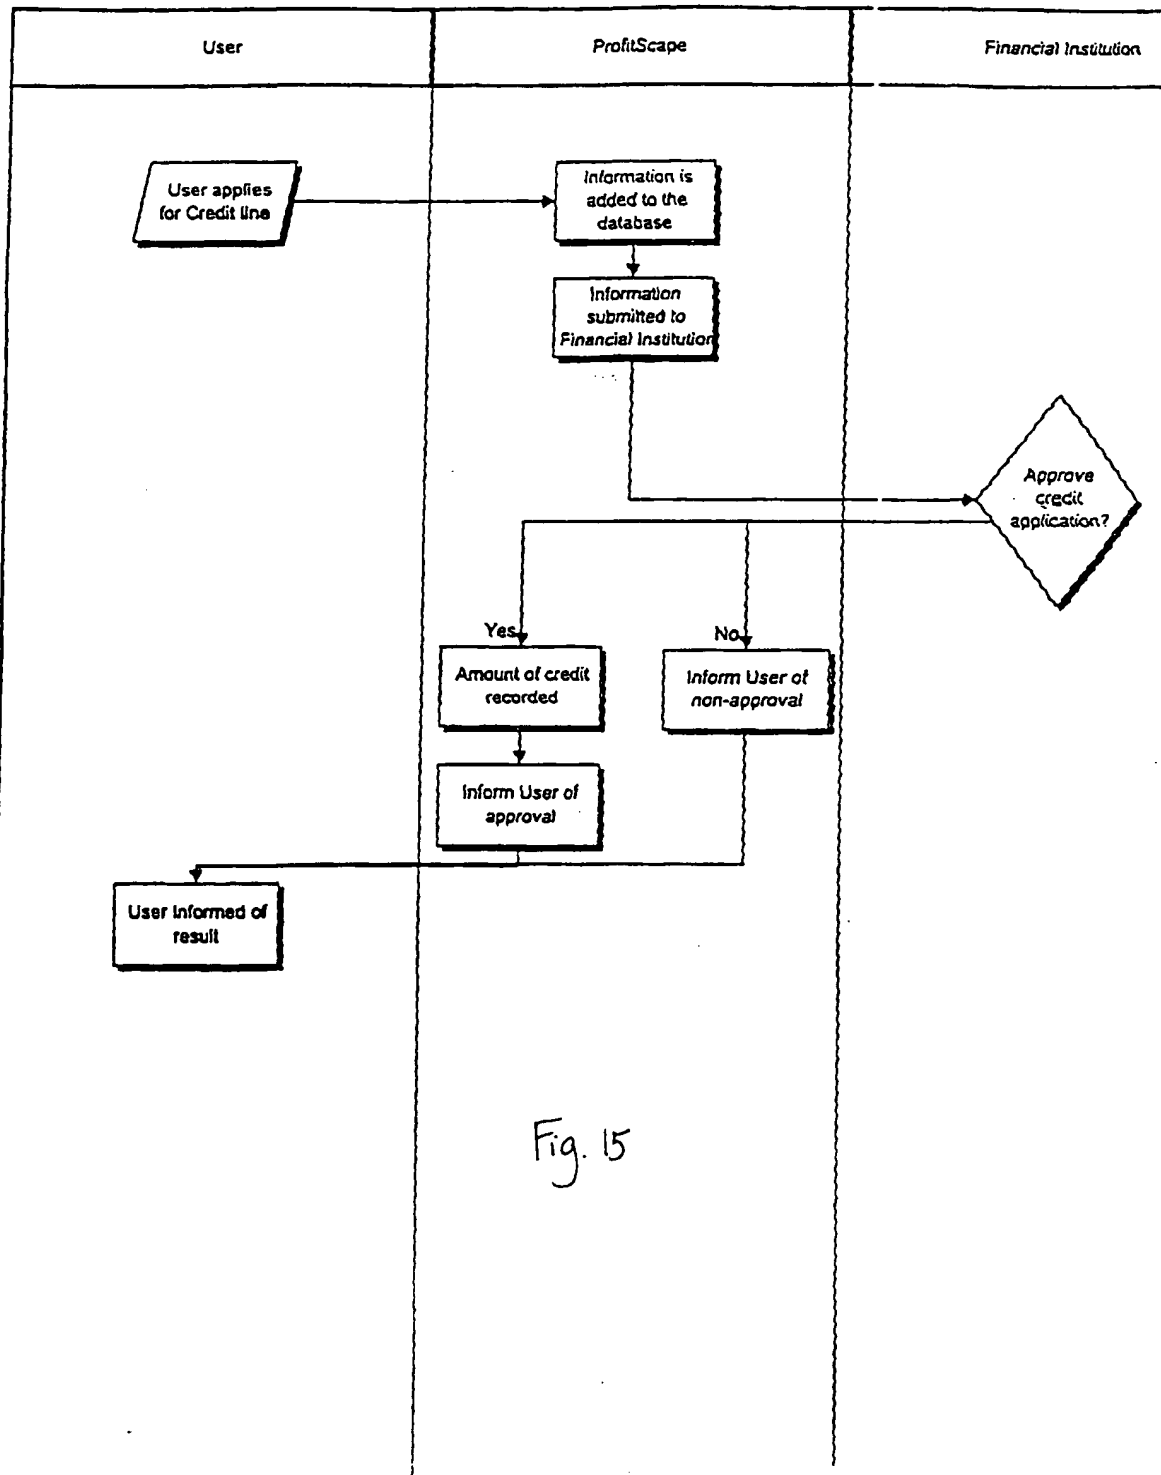 User
ProfitScape
Financial Institution
User applies
for Credit line
Information is
added to the
database
Information
submitted to
Financial Institution
Approve
credit
application?
Yes
No
Amount of credit
recorded
Inform User of
non-approval
Inform User of
approval
User Informed of
result
Fig. 15